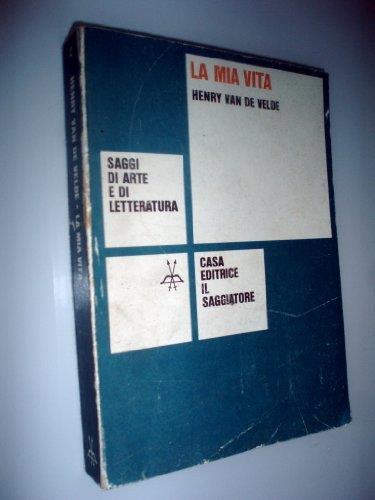 LA MIA VITA
HENRY VAN DE VELDE
SAGGI
DI ARTE
E DI
LETTERATURA
CASA
EDITRICE
IL
SAGGIATORE
HENRY VAN DE VELDE - LA MIA VITA